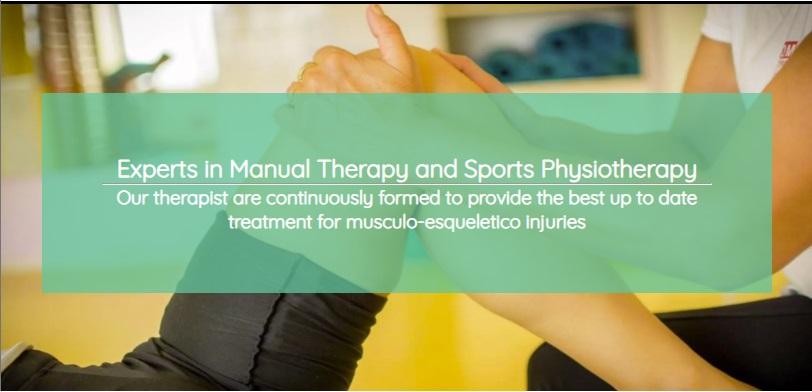 Experts in Manual Therapy and Sports Physiotherapy
Our therapist are continuously formed to provide the best up to date
treatment for musculo-esqueletico injuries